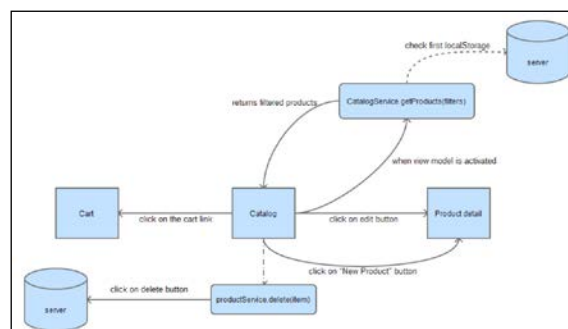 check first localStorage
server
CatalogService.getProducts(filters)
returns filtered products
when view model is activated
Cart
click on the cart link
Catalog
click on edit button
Product detail
click on "New Product" button
click on delete button
productService.delete(item)
server